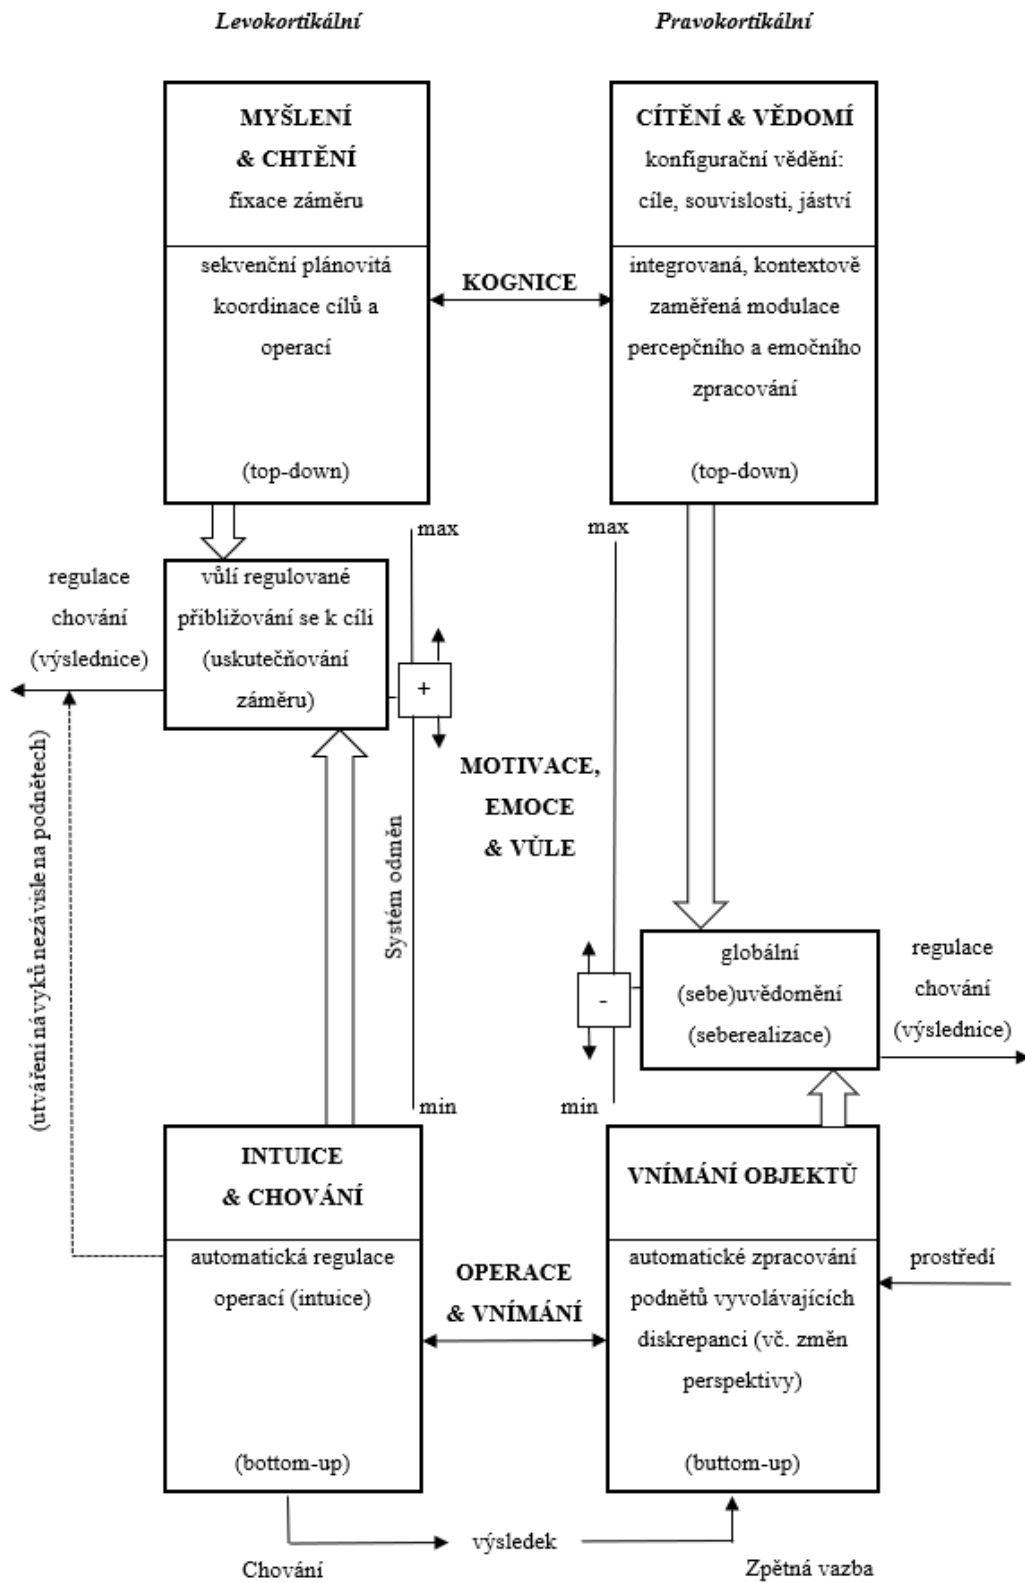 Levokortikální
Pravokortikální
MYŠLENÍ
& CHTĚNÍ
fixace záměru
sekvenční plánovitá
koordinace cílů a
operací
(top-down)
KOGNICE
CÍTĚNÍ & VĚDOMÍ
konfigurační vědění:
cíle, souvislosti, jáství
integrovaná, kontextově
zaměřená modulace
percepčního a emočního
zpracování
(top-down)
regulace
chování
(výslednice)
vůlí regulované
přibližování se k cíli
(uskutečňování
záměru)
max
+
Systém odměn
min
(utváření návyků nezávisle na podnětech)
MOTIVACE,
EMOCE
& VŮLE
max
-
min
globální
(sebe)uvědomění
(seberealizace)
regulace
chování
(výslednice)
INTUICE
& CHOVÁNÍ
automatická regulace
operací (intuice)
(bottom-up)
OPERACE
& VNÍMÁNÍ
VNÍMÁNÍ OBJEKTŮ
automatické zpracování
podnětů vyvolávajících
diskrepanci (vč. změn
perspektivy)
(buttom-up)
prostředí
výsledek
Chování
Zpětná vazba